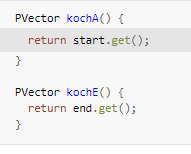 PVector kochA() {
  return start.get();
}
PVector kochE() {
  return end.get();
}